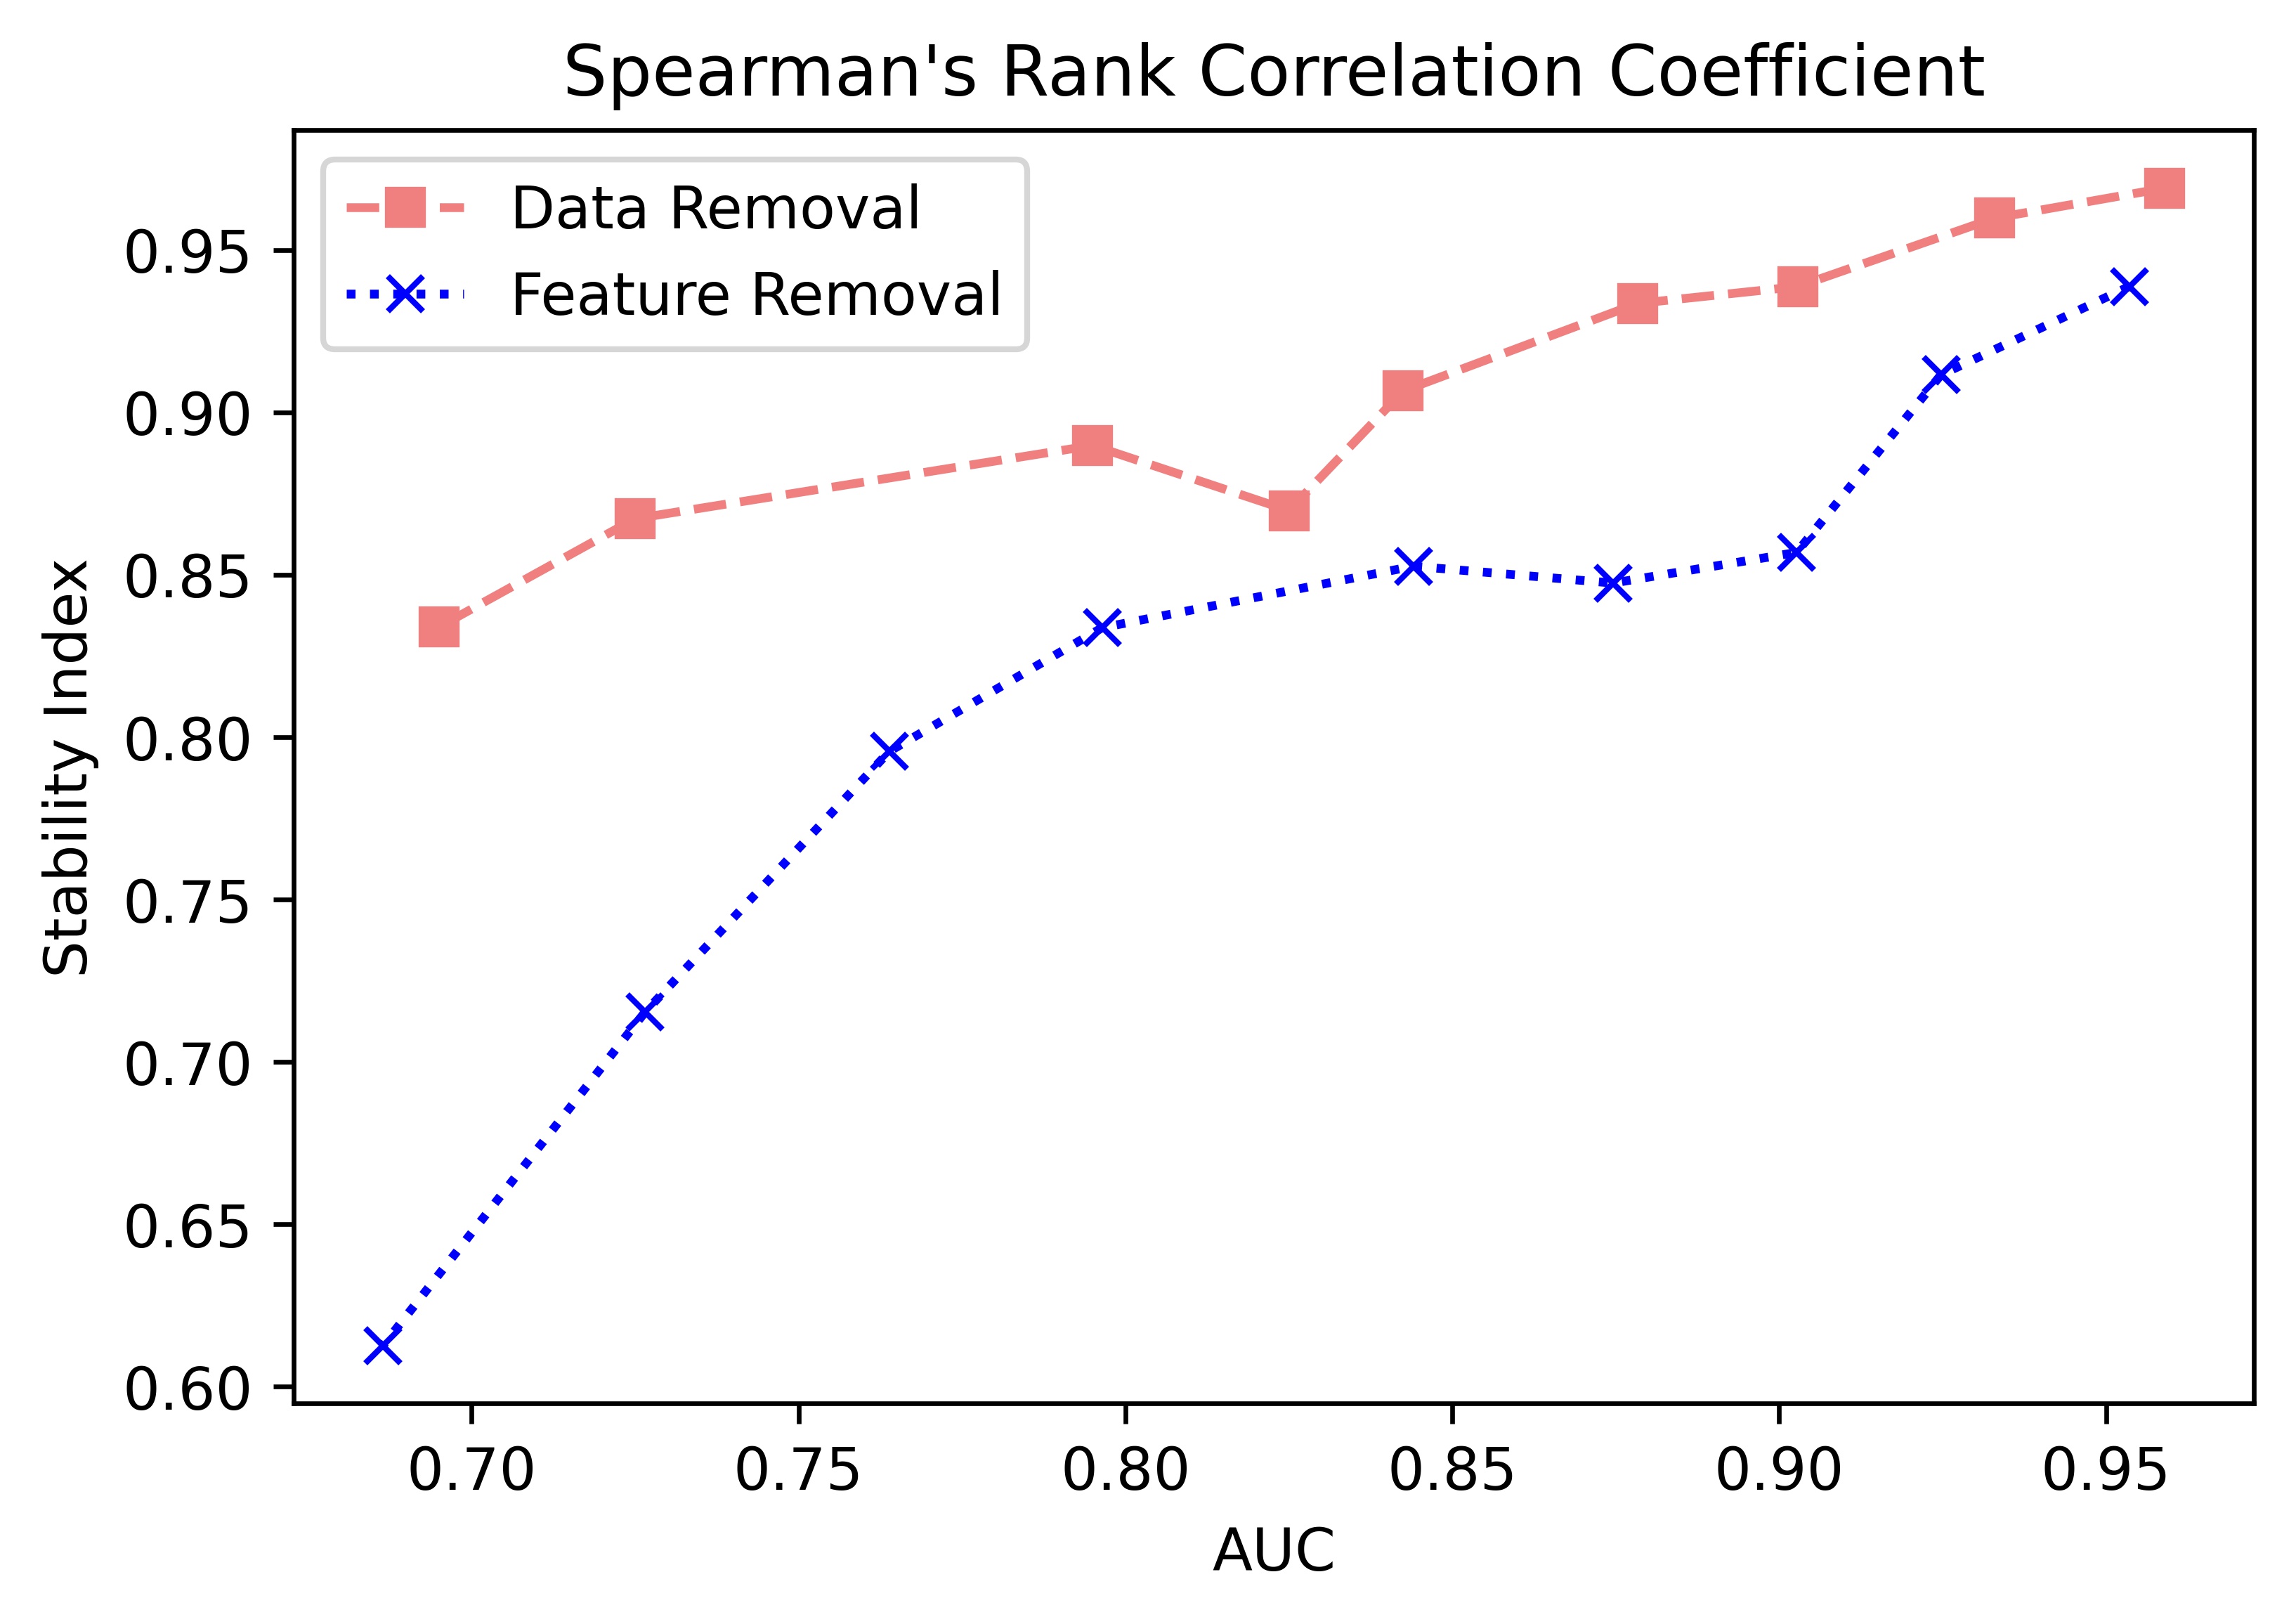 Spearman's Rank Correlation Coefficient
Data Removal
Feature Removal
Stability Index
0.95
0.90
0.85
0.80
0.75
0.70
0.65
0.60
0.70 0.75 0.80 0.85 0.90 0.95
AUC